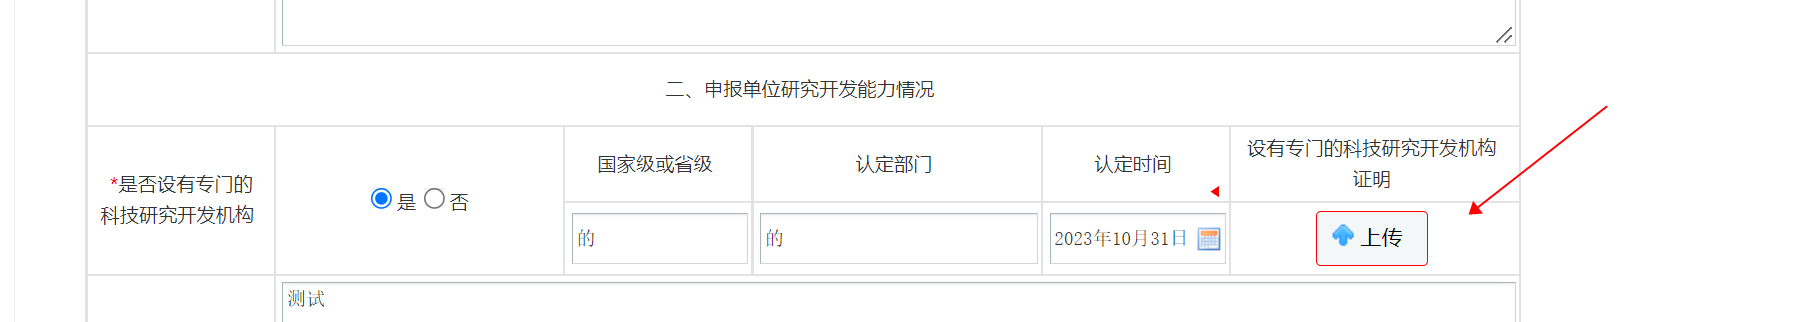 二、申报单位研究开发能力情况
*是否设有专门的
科技研究开发机构
是 否
国家级或省级
认定部门
认定时间
设有专门的科技研究开发机构
证明
的
的
2023年10月31日
上传
测试